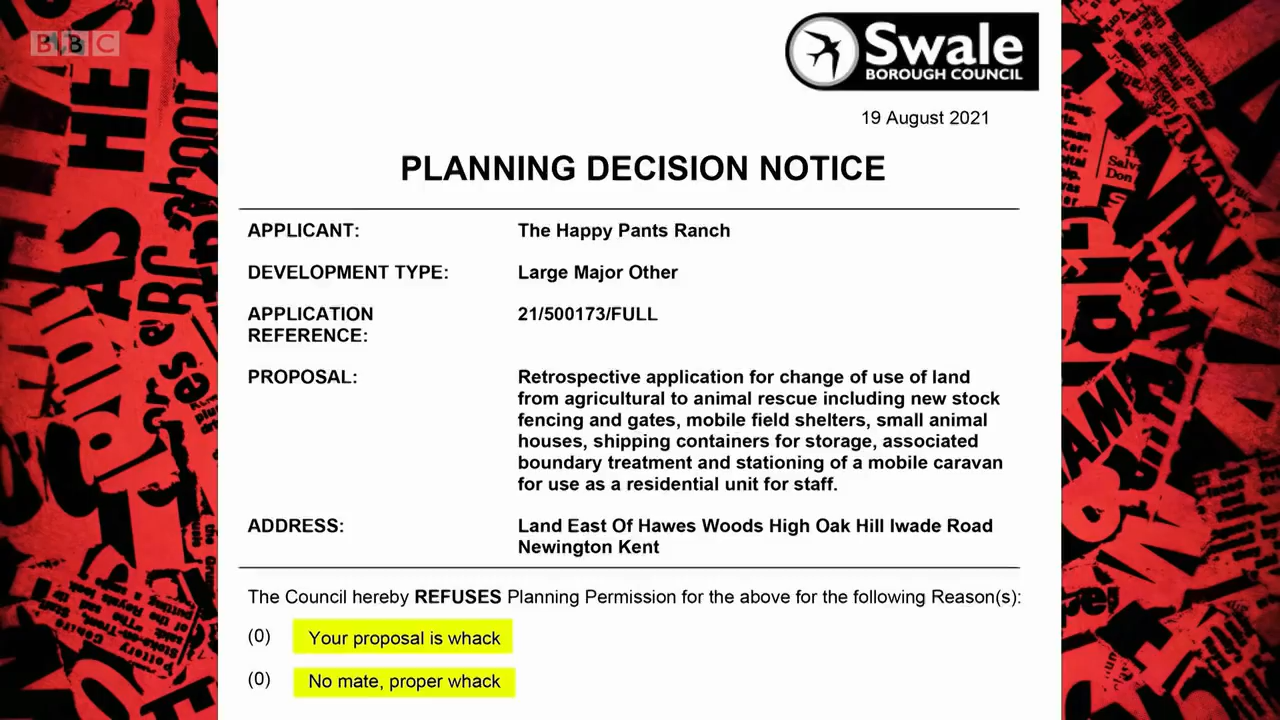 BBC
Swale
BOROUGH COUNCIL
19 August 2021
PLANNING DECISION NOTICE
APPLICANT: The Happy Pants Ranch
DEVELOPMENT TYPE: Large Major Other
APPLICATION REFERENCE: 21/500173/FULL
PROPOSAL: Retrospective application for change of use of land
from agricultural to animal rescue including new stock
fencing and gates, mobile field shelters, small animal
houses, shipping containers for storage, associated
boundary treatment and stationing of a mobile caravan
for use as a residential unit for staff.
ADDRESS: Land East Of Hawes Woods High Oak Hill Iwade Road
Newington Kent
The Council hereby REFUSES Planning Permission for the above for the following Reason(s):
(0) Your proposal is whack
(0) No mate, proper whack